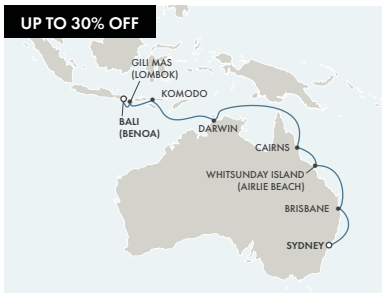 UP TO 30% OFF
GILI MAS
(LOMBOK)
KOMODO
BALI
(BENOA)
DARWIN
CAIRNS
WHITSUNDAY ISLAND
(AIRLIE BEACH)
BRISBANE
SYDNEY